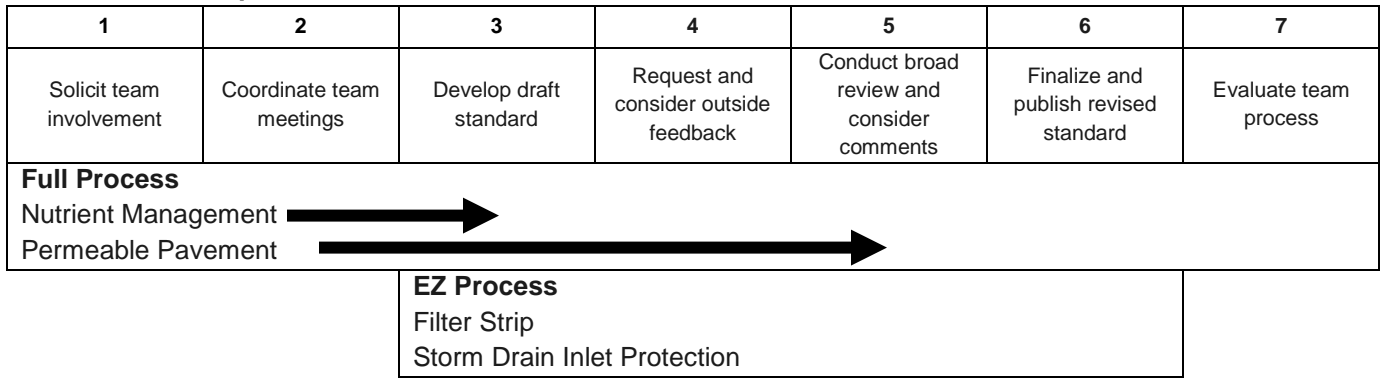 1
2
3
4
5
6
7
Solicit team
involvement
Coordinate team
meetings
Develop draft
standard
Request and
consider outside
feedback
Conduct broad
review and
consider
comments
Finalize and
publish revised
standard
Evaluate team
process
Full Process
Nutrient Management
Permeable Pavement
EZ Process
Filter Strip
Storm Drain Inlet Protection